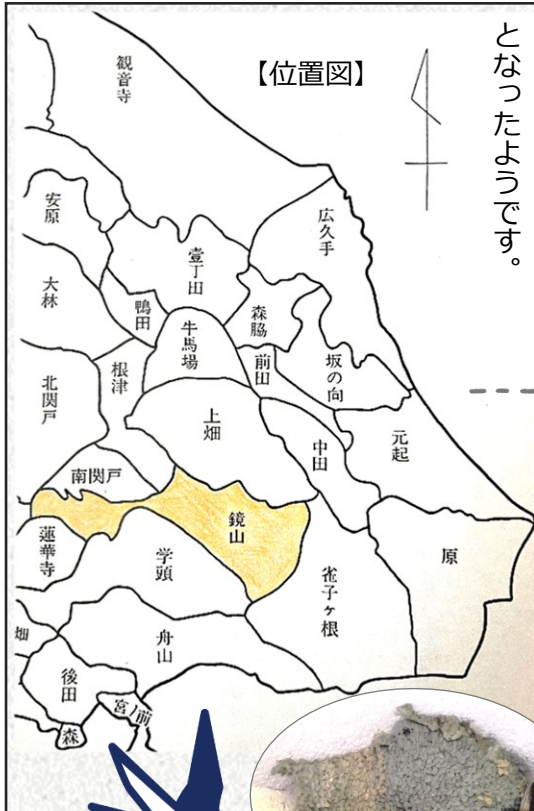 となったようです。
【位置図】
観音寺
広久手
安原
壹丁田
大林
鴨田
森脇
牛馬場
前田
坂の向
根津
北関戸
上畑
中田
元起
南関戸
鏡山
蓮華寺
学頭
原
雀子ヶ根
畑
舟山
後田
宮ノ前
森